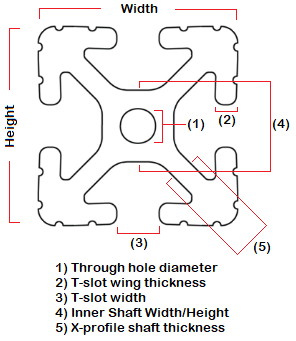 Width
Height
(1)
(2)
(4)
(3)
(5)
1) Through hole diameter
2) T-slot wing thickness
3) T-slot width
4) Inner Shaft Width/Height
5) X-profile shaft thickness